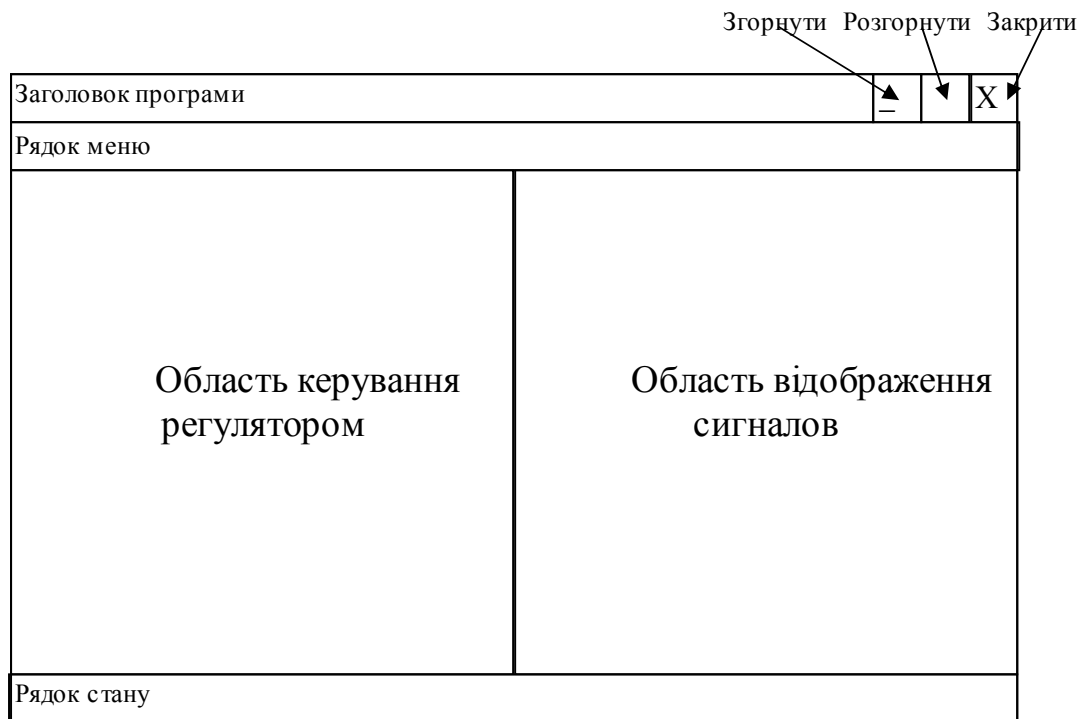 Згорнути Розгорнути Закрити
Заголовок програми _ X
Рядок меню
Область керування
регулятором
Область відображення
сигналов
Рядок стану